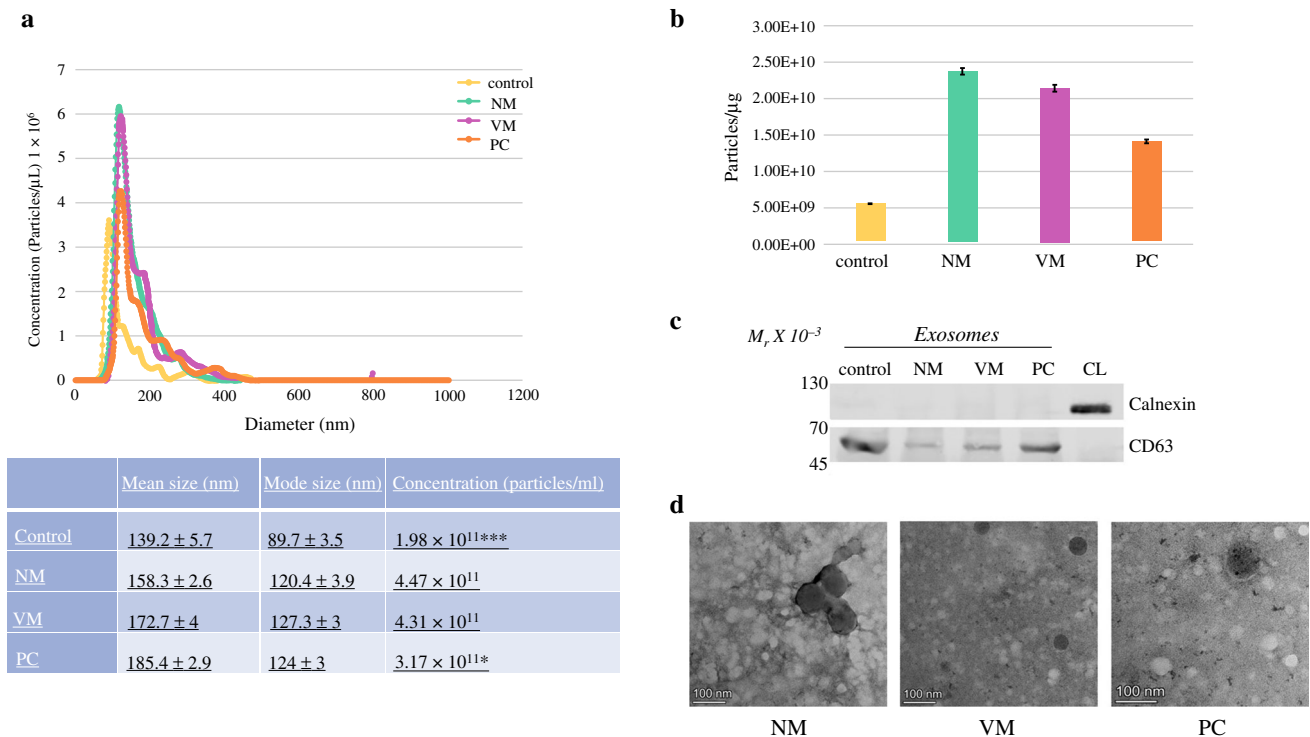 a
7
6
5
4
3
2
1
0
Concentration (Particles/µL) 1 × 10⁶
control
NM
VM
PC
0 200 400 600 800 1000 1200
Diameter (nm)
Mean size (nm) Mode size (nm) Concentration (particles/ml)
Control 139.2 ± 5.7 89.7 ± 3.5 1.98 × 10¹¹***
NM 158.3 ± 2.6 120.4 ± 3.9 4.47 × 10¹¹
VM 172.7 ± 4 127.3 ± 3 4.31 × 10¹¹
PC 185.4 ± 2.9 124 ± 3 3.17 × 10¹¹*
b
3.00E+10
2.50E+10
2.00E+10
1.50E+10
1.00E+10
5.00E+09
0.00E+00
Particles/µg
control NM VM PC
c
Mᵣ X 10⁻³ Exosomes
control NM VM PC CL
130
Calnexin
70
CD63
45
d
100 nm 100 nm 100 nm
NM VM PC